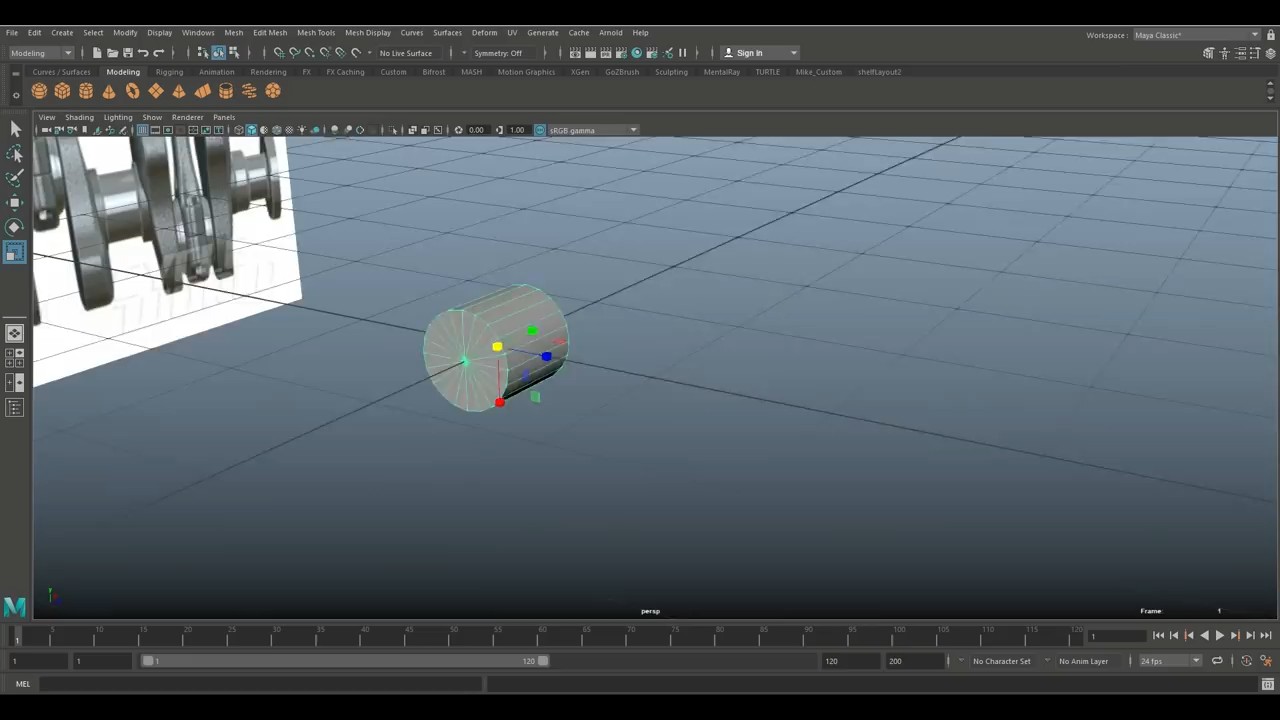 File Edit Create Select Modify Display Windows Mesh Edit Mesh Mesh Tools Mesh Display Curves Surfaces Deform UV Generate Cache Arnold Help
Workspace : Maya Classic*
Modeling No Live Surface Symmetry: Off Sign In
Curves / Surfaces Modeling Rigging Animation Rendering FX FX Caching Custom Bifrost MASH Motion Graphics XGen GoZBrush Sculpting MentalRay TURTLE Mike_Custom shelfLayout2
View Shading Lighting Show Renderer Panels
0.00 1.00 sRGB gamma
persp
Frame: 1
5 10 15 20 25 30 35 40 45 50 55 60 65 70 75 80 85 90 95 100 105 110 115 120
1 1
1 1 1 120 120 200 No Character Set No Anim Layer 24 fps
MEL